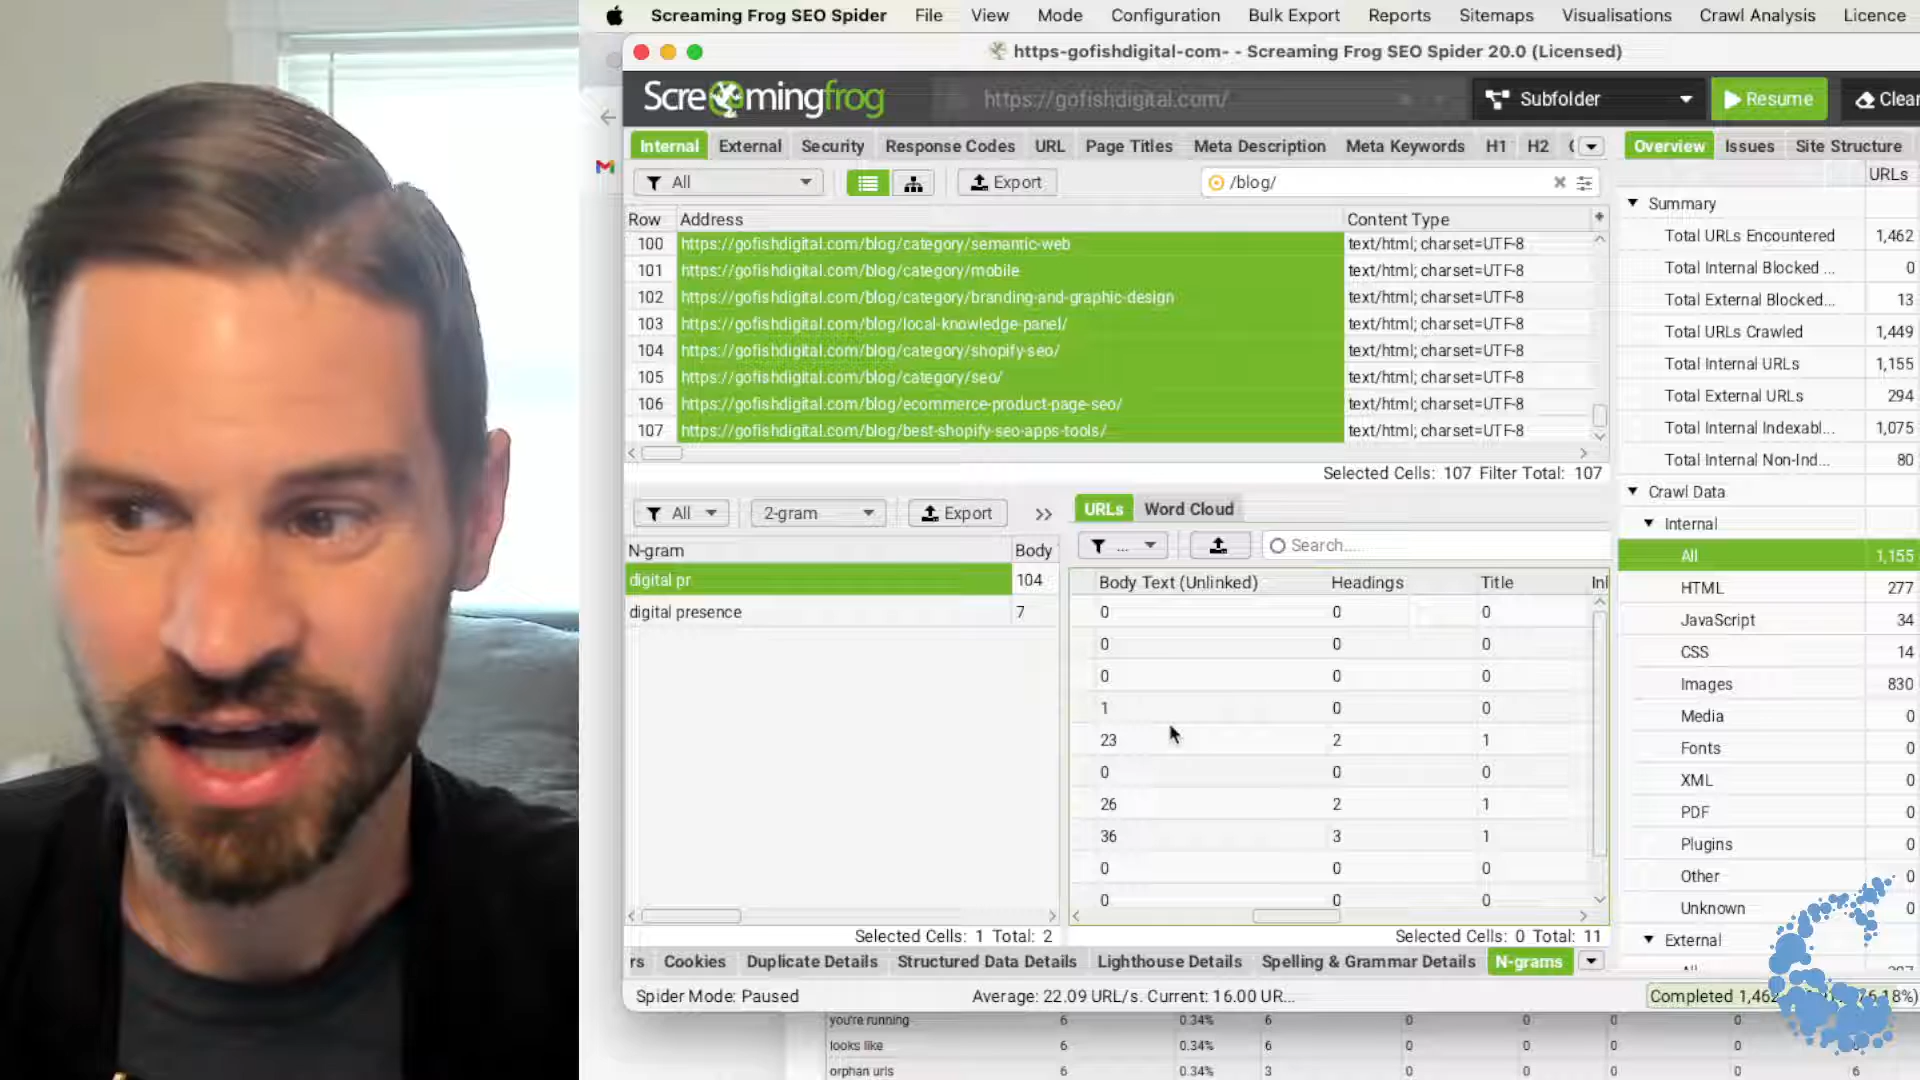 Screaming Frog SEO Spider File View Mode Configuration Bulk Export Reports Sitemaps Visualisations Crawl Analysis Licence
https-gofishdigital-com- - Screaming Frog SEO Spider 20.0 (Licensed)
Screamingfrog https://gofishdigital.com/ Subfolder Resume Clear
Internal External Security Response Codes URL Page Titles Meta Description Meta Keywords H1 H2 Overview Issues Site Structure
All Export /blog/ URLs
Row Address Content Type Summary
100 https://gofishdigital.com/blog/category/semantic-web text/html; charset=UTF-8 Total URLs Encountered 1,462
101 https://gofishdigital.com/blog/category/mobile text/html; charset=UTF-8 Total Internal Blocked ... 0
102 https://gofishdigital.com/blog/category/branding-and-graphic-design text/html; charset=UTF-8 Total External Blocked... 13
103 https://gofishdigital.com/blog/local-knowledge-panel/ text/html; charset=UTF-8 Total URLs Crawled 1,449
104 https://gofishdigital.com/blog/category/shopify-seo/ text/html; charset=UTF-8 Total Internal URLs 1,155
105 https://gofishdigital.com/blog/category/seo/ text/html; charset=UTF-8 Total External URLs 294
106 https://gofishdigital.com/blog/ecommerce-product-page-seo/ text/html; charset=UTF-8 Total Internal Indexabl... 1,075
107 https://gofishdigital.com/blog/best-shopify-seo-apps-tools/ text/html; charset=UTF-8 Total Internal Non-Ind... 80
Selected Cells: 107 Filter Total: 107 Crawl Data
All 2-gram Export >> URLs Word Cloud Internal
... Search... All 1,155
N-gram Body Body Text (Unlinked) Headings Title Inl HTML 277
digital pr 104 0 0 0 JavaScript 34
digital presence 7 0 0 0 CSS 14
0 0 0 Images 830
1 0 0 Media 0
23 2 1 Fonts 0
0 0 0 XML 0
26 2 1 PDF 0
36 3 1 Plugins 0
0 0 0 Other 0
0 0 0 Unknown 0
Selected Cells: 1 Total: 2 Selected Cells: 0 Total: 11 External
rs Cookies Duplicate Details Structured Data Details Lighthouse Details Spelling & Grammar Details N-grams All
Spider Mode: Paused Average: 22.09 URL/s. Current: 16.00 UR... Completed 1,462
you're running 6 0.34% 6 0 0 0 0
looks like 6 0.34% 6 0 0 0 0 0
orphan urls 6 0.34% 3 0 0 0 0 6